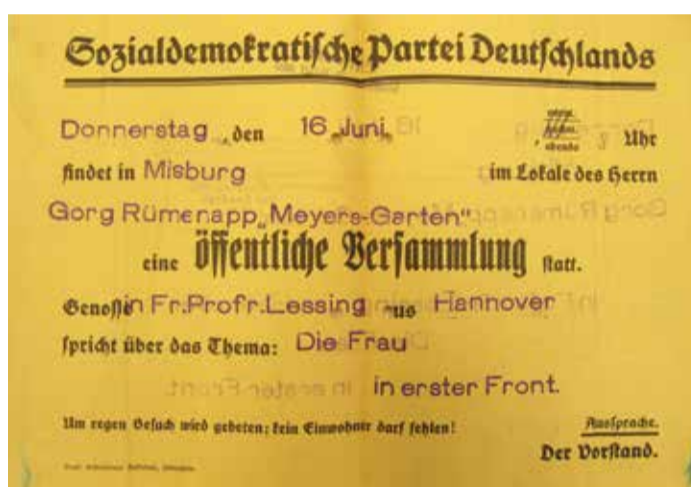 Sozialdemokratische Partei Deutschlands
Donnerstag, den 16. Juni, abends 8 Uhr
findet in Misburg im Lokale des Herrn
Gorg Rümenapp „Meyers-Garten"
eine öffentliche Versammlung statt.
Genossin Fr.Profr.Lessing aus Hannover
spricht über das Thema: Die Frau
in erster Front.
Um regen Besuch wird gebeten; kein Einwohner darf fehlen!
Aussprache.
Der Vorstand.